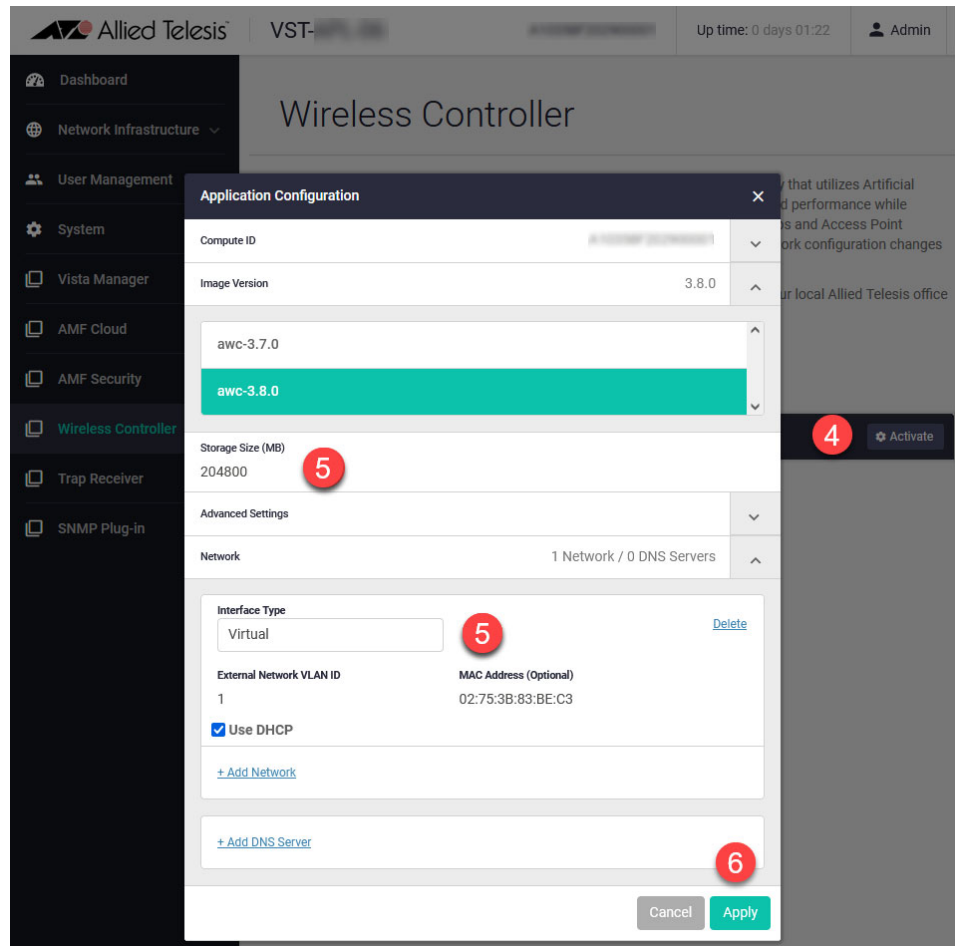 Allied Telesis VST- Up time: 0 days 01:22 Admin
Dashboard
Network Infrastructure
User Management
System
Vista Manager
AMF Cloud
AMF Security
Wireless Controller
Trap Receiver
SNMP Plug-in
Wireless Controller
that utilizes Artificial
performance while
and Access Point
ork configuration changes
ur local Allied Telesis office
4 Activate
Application Configuration ×
Compute ID
Image Version 3.8.0
awc-3.7.0
awc-3.8.0
Storage Size (MB)
204800 5
Advanced Settings
Network 1 Network / 0 DNS Servers
Interface Type
Virtual 5 Delete
External Network VLAN ID MAC Address (Optional)
1 02:75:3B:83:BE:C3
Use DHCP
+ Add Network
+ Add DNS Server
6
Cancel Apply